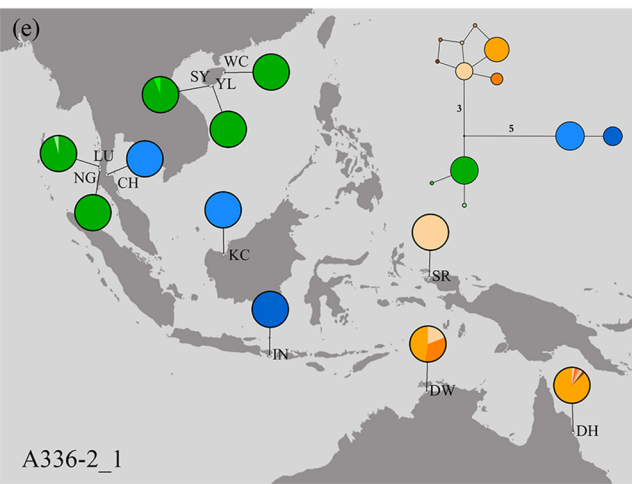 (e)
WC
SY
YL
3
5
LU
NG
CH
KC
SR
IN
DW
DH
A336-2_1